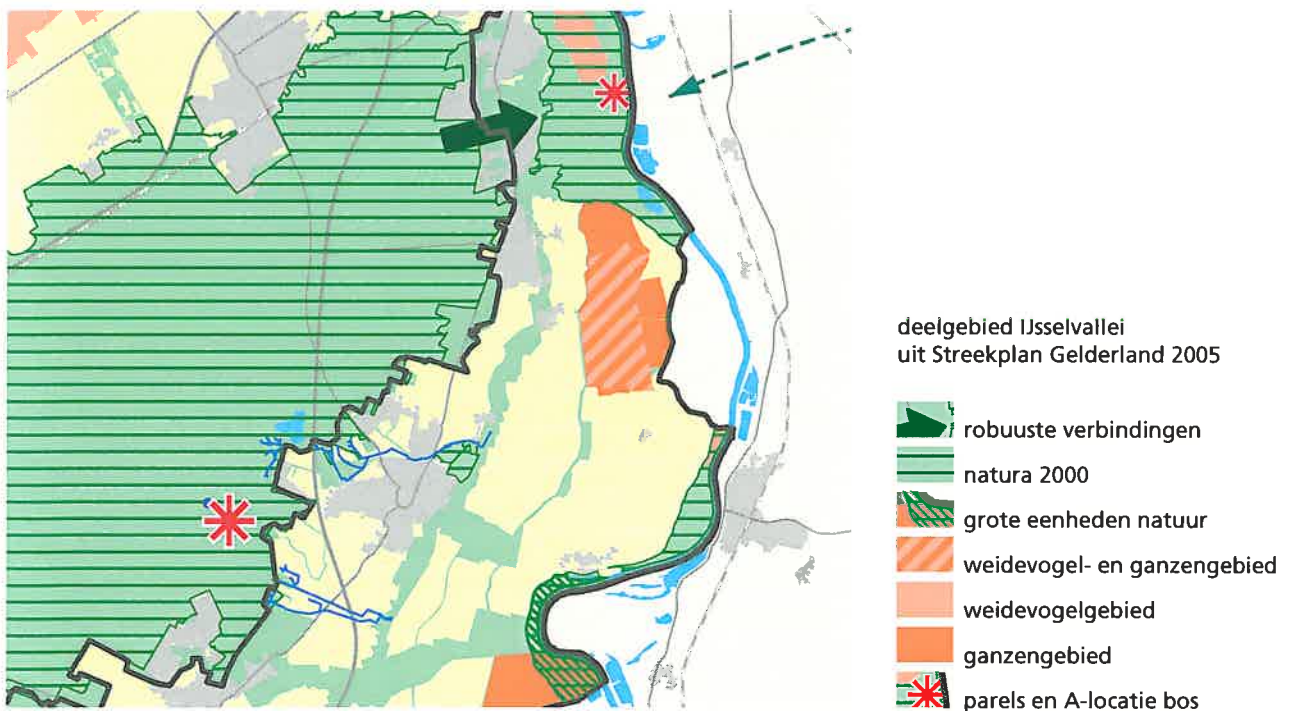 deelgebied IJsselvallei
uit Streekplan Gelderland 2005
robuuste verbindingen
natura 2000
grote eenheden natuur
weidevogel- en ganzengebied
weidevogelgebied
ganzengebied
parels en A-locatie bos